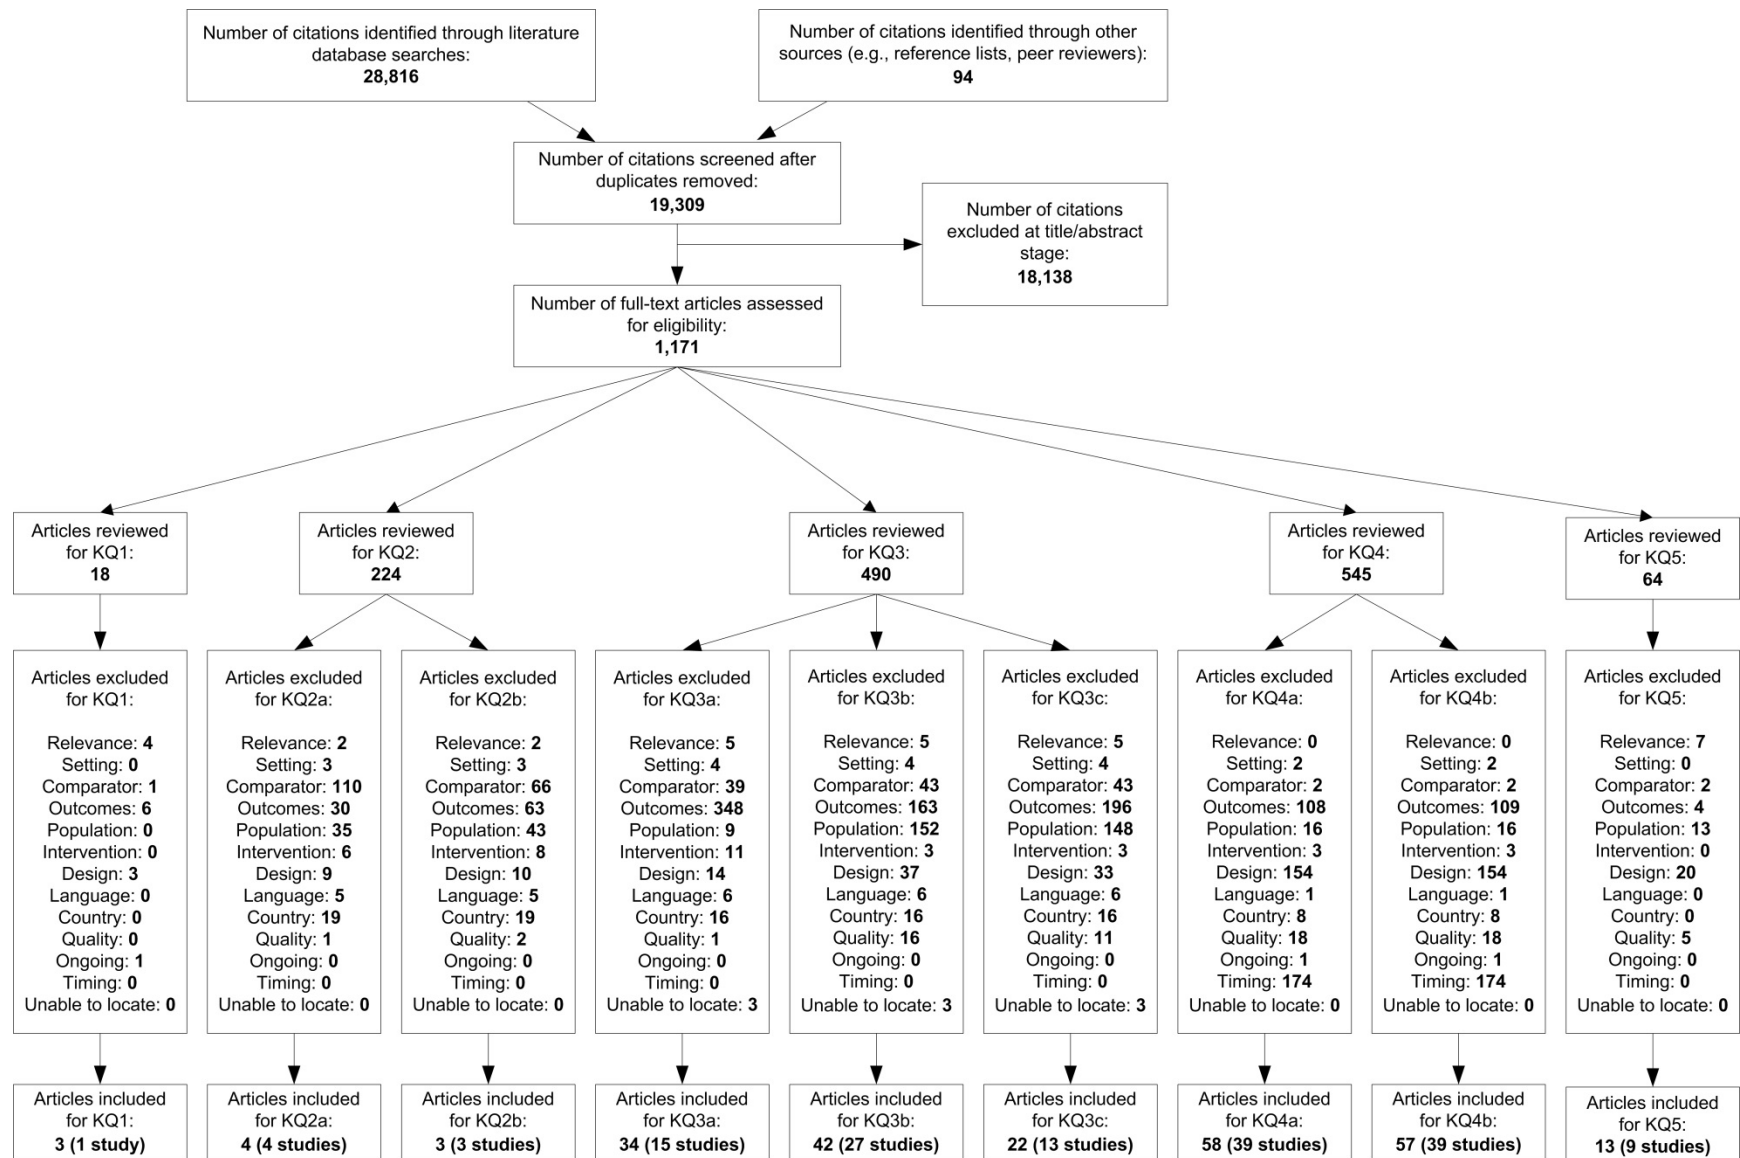 Number of citations identified through literature
database searches:
28,816
Number of citations identified through other
sources (e.g., reference lists, peer reviewers):
94
Number of citations screened after
duplicates removed:
19,309
Number of citations
excluded at title/abstract
stage:
18,138
Number of full-text articles assessed
for eligibility:
1,171
Articles reviewed
for KQ1:
18
Articles reviewed
for KQ2:
224
Articles reviewed
for KQ3:
490
Articles reviewed
for KQ4:
545
Articles reviewed
for KQ5:
64
Articles excluded
for KQ1:
Relevance: 4
Setting: 0
Comparator: 1
Outcomes: 6
Population: 0
Intervention: 0
Design: 3
Language: 0
Country: 0
Quality: 0
Ongoing: 1
Timing: 0
Unable to locate: 0
Articles excluded
for KQ2a:
Relevance: 2
Setting: 3
Comparator: 110
Outcomes: 30
Population: 35
Intervention: 6
Design: 9
Language: 5
Country: 19
Quality: 1
Ongoing: 0
Timing: 0
Unable to locate: 0
Articles excluded
for KQ2b:
Relevance: 2
Setting: 3
Comparator: 66
Outcomes: 63
Population: 43
Intervention: 8
Design: 10
Language: 5
Country: 19
Quality: 2
Ongoing: 0
Timing: 0
Unable to locate: 0
Articles excluded
for KQ3a:
Relevance: 5
Setting: 4
Comparator: 39
Outcomes: 348
Population: 9
Intervention: 11
Design: 14
Language: 6
Country: 16
Quality: 1
Ongoing: 0
Timing: 0
Unable to locate: 3
Articles excluded
for KQ3b:
Relevance: 5
Setting: 4
Comparator: 43
Outcomes: 163
Population: 152
Intervention: 3
Design: 37
Language: 6
Country: 16
Quality: 16
Ongoing: 0
Timing: 0
Unable to locate: 3
Articles excluded
for KQ3c:
Relevance: 5
Setting: 4
Comparator: 43
Outcomes: 196
Population: 148
Intervention: 3
Design: 33
Language: 6
Country: 16
Quality: 11
Ongoing: 0
Timing: 0
Unable to locate: 3
Articles excluded
for KQ4a:
Relevance: 0
Setting: 2
Comparator: 2
Outcomes: 108
Population: 16
Intervention: 3
Design: 154
Language: 1
Country: 8
Quality: 18
Ongoing: 1
Timing: 174
Unable to locate: 0
Articles excluded
for KQ4b:
Relevance: 0
Setting: 2
Comparator: 2
Outcomes: 109
Population: 16
Intervention: 3
Design: 154
Language: 1
Country: 8
Quality: 18
Ongoing: 1
Timing: 174
Unable to locate: 0
Articles excluded
for KQ5:
Relevance: 7
Setting: 0
Comparator: 2
Outcomes: 4
Population: 13
Intervention: 0
Design: 20
Language: 0
Country: 0
Quality: 5
Ongoing: 0
Timing: 0
Unable to locate: 0
Articles included
for KQ1:
3 (1 study)
Articles included
for KQ2a:
4 (4 studies)
Articles included
for KQ2b:
3 (3 studies)
Articles included
for KQ3a:
34 (15 studies)
Articles included
for KQ3b:
42 (27 studies)
Articles included
for KQ3c:
22 (13 studies)
Articles included
for KQ4a:
58 (39 studies)
Articles included
for KQ4b:
57 (39 studies)
Articles included
for KQ5:
13 (9 studies)